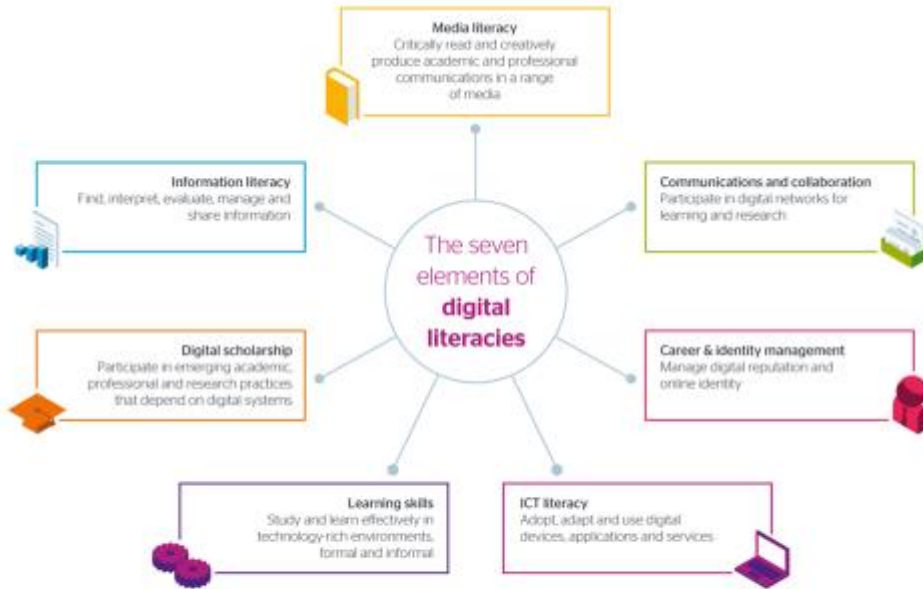 Media literacy
Critically read and creatively
produce academic and professional
communications in a range
of media
Information literacy
Find, interpret, evaluate, manage and
share information
Communications and collaboration
Participate in digital networks for
learning and research
The seven
elements of
digital
literacies
Digital scholarship
Participate in emerging academic,
professional and research practices
that depend on digital systems
Career & identity management
Manage digital reputation and
online identity
Learning skills
Study and learn effectively in
technology-rich environments,
formal and informal
ICT literacy
Adopt, adapt and use digital
devices, applications and services